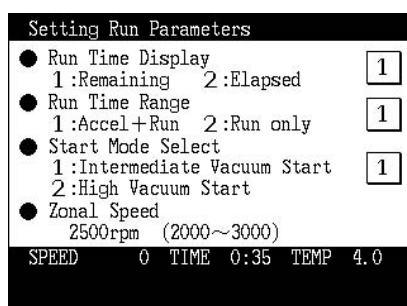 Setting Run Parameters
● Run Time Display
1:Remaining 2:Elapsed 1
● Run Time Range
1:Accel+Run 2:Run only 1
● Start Mode Select
1:Intermediate Vacuum Start 1
2:High Vacuum Start
● Zonal Speed
2500rpm (2000～3000)
SPEED 0 TIME 0:35 TEMP 4.0